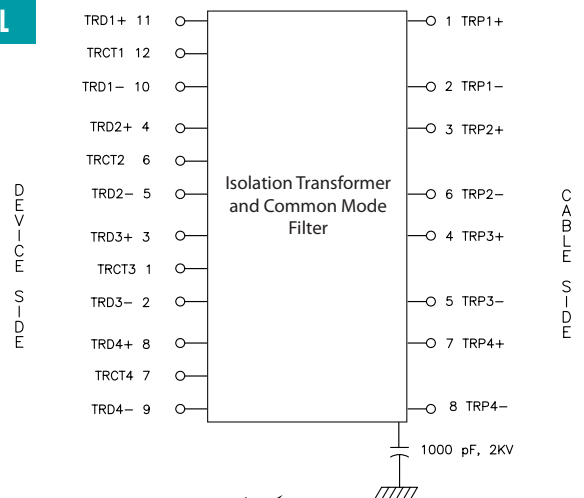 L
TRD1+ 11
TRCT1 12
TRD1− 10
TRD2+ 4
TRCT2 6
TRD2− 5
TRD3+ 3
TRCT3 1
TRD3− 2
TRD4+ 8
TRCT4 7
TRD4− 9
DEVICE SIDE
Isolation Transformer
and Common Mode
Filter
1 TRP1+
2 TRP1−
3 TRP2+
6 TRP2−
4 TRP3+
5 TRP3−
7 TRP4+
8 TRP4−
CABLE SIDE
1000 pF, 2KV